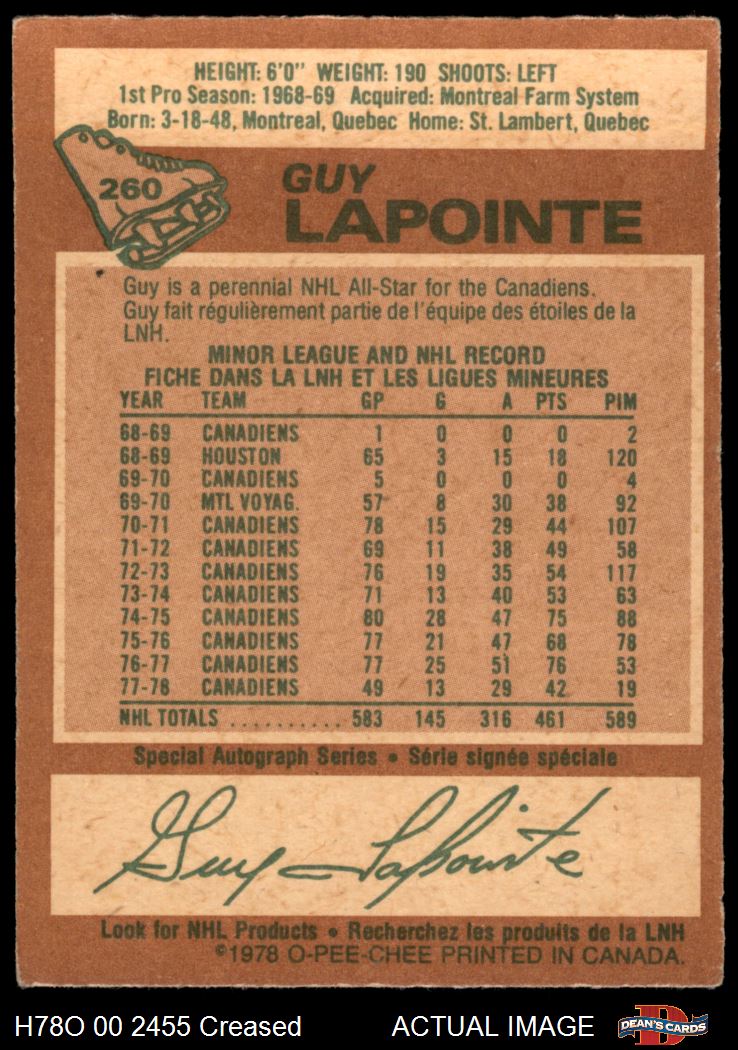 HEIGHT: 6'0" WEIGHT: 190 SHOOTS: LEFT
1st Pro Season: 1968-69 Acquired: Montreal Farm System
Born: 3-18-48, Montreal, Quebec Home: St. Lambert, Quebec
260
GUY
LAPOINTE
Guy is a perennial NHL All-Star for the Canadiens.
Guy fait régulièrement partie de l'équipe des étoiles de la
LNH.
MINOR LEAGUE AND NHL RECORD
FICHE DANS LA LNH ET LES LIGUES MINEURES
YEAR TEAM GP G A PTS PIM
68-69 CANADIENS 1 0 0 0 2
68-69 HOUSTON 65 3 15 18 120
69-70 CANADIENS 5 0 0 0 4
69-70 MTL VOYAG. 57 8 30 38 92
70-71 CANADIENS 78 15 29 44 107
71-72 CANADIENS 69 11 38 49 58
72-73 CANADIENS 76 19 35 54 117
73-74 CANADIENS 71 13 40 53 63
74-75 CANADIENS 80 28 47 75 88
75-76 CANADIENS 77 21 47 68 78
76-77 CANADIENS 77 25 51 76 53
77-78 CANADIENS 49 13 29 42 19
NHL TOTALS .......... 583 145 316 461 589
Special Autograph Series • Série signée spéciale
Guy Lapointe
Look for NHL Products • Recherchez les produits de la LNH
©1978 O-PEE-CHEE PRINTED IN CANADA.
H78O 00 2455 Creased ACTUAL IMAGE D DEAN'S CARDS